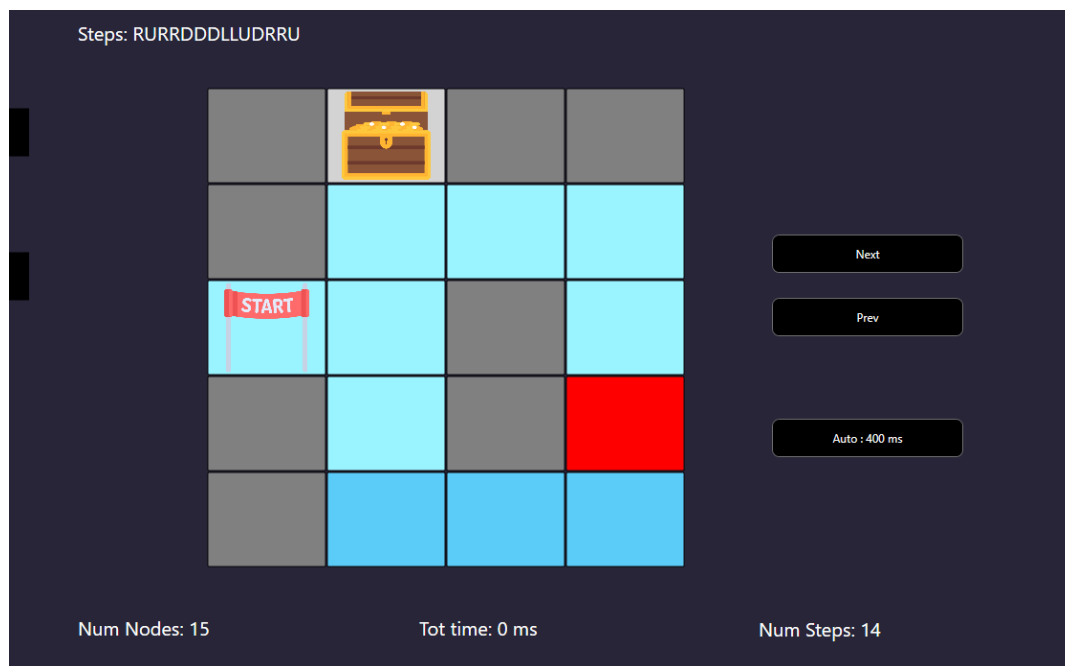 Steps: RURRDDDLLUDRRU
START
Next
Prev
Auto : 400 ms
Num Nodes: 15
Tot time: 0 ms
Num Steps: 14